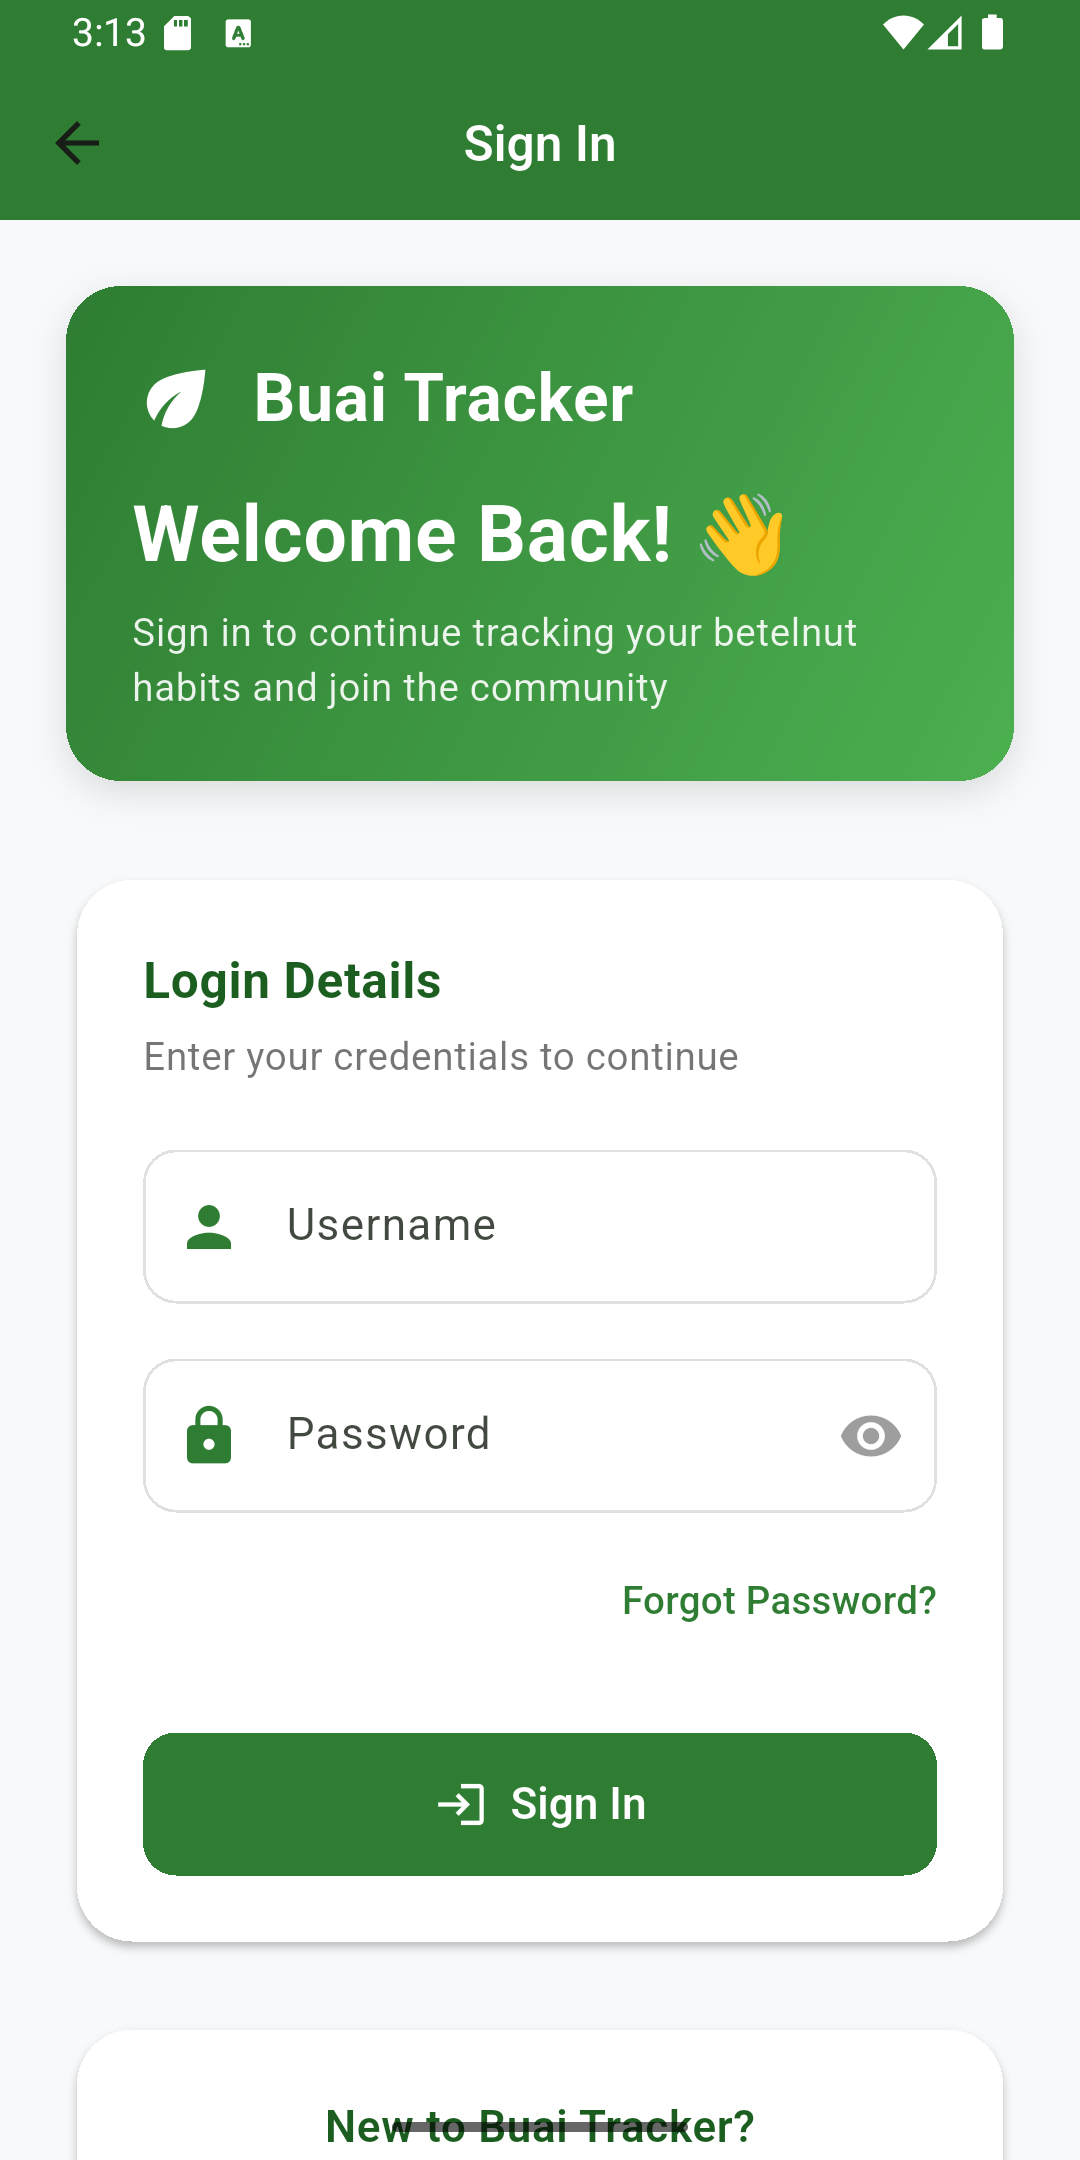 3:13
Sign In
Buai Tracker
Welcome Back! 👋
Sign in to continue tracking your betelnut
habits and join the community
Login Details
Enter your credentials to continue
Username
Password
Forgot Password?
Sign In
New to Buai Tracker?